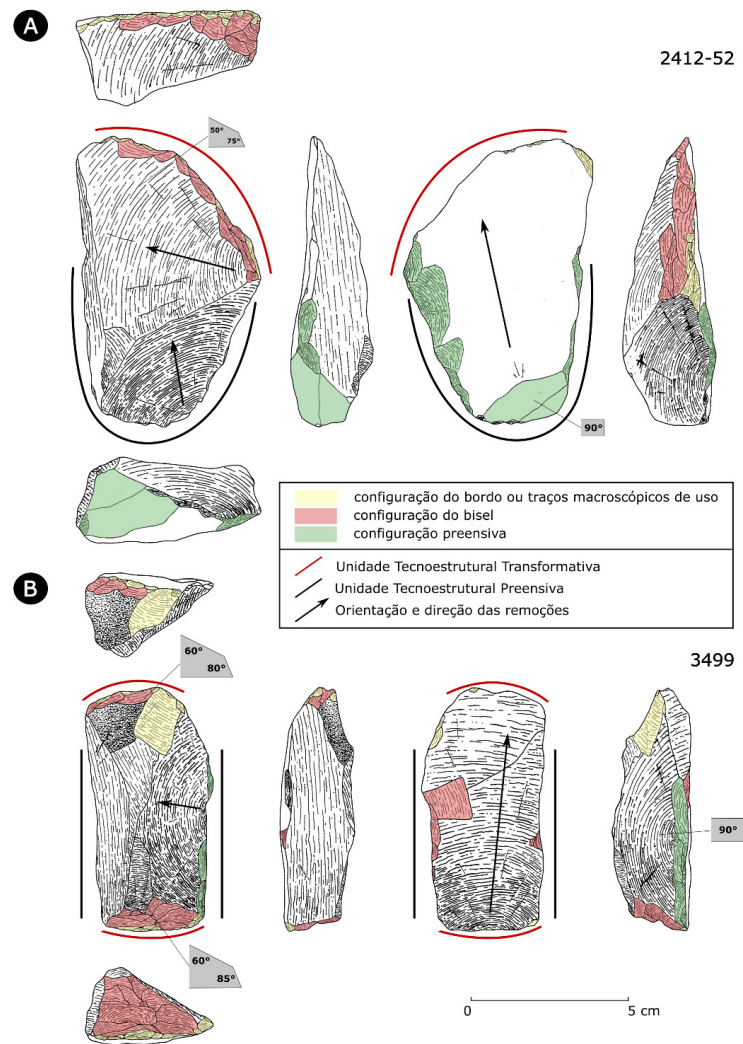 A
2412-52
50°
75°
90°
configuração do bordo ou traços macroscópicos de uso
configuração do bisel
configuração preensiva
Unidade Tecnoestrutural Transformativa
Unidade Tecnoestrutural Preensiva
Orientação e direção das remoções
B
3499
60°
80°
90°
60°
85°
0
5 cm